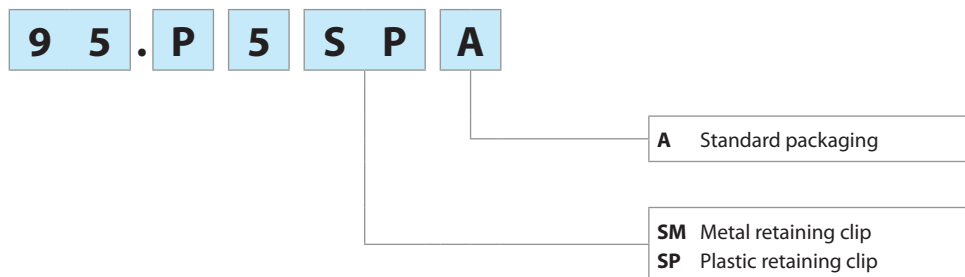 9 5 . P 5 S P A
A Standard packaging
SM Metal retaining clip
SP Plastic retaining clip